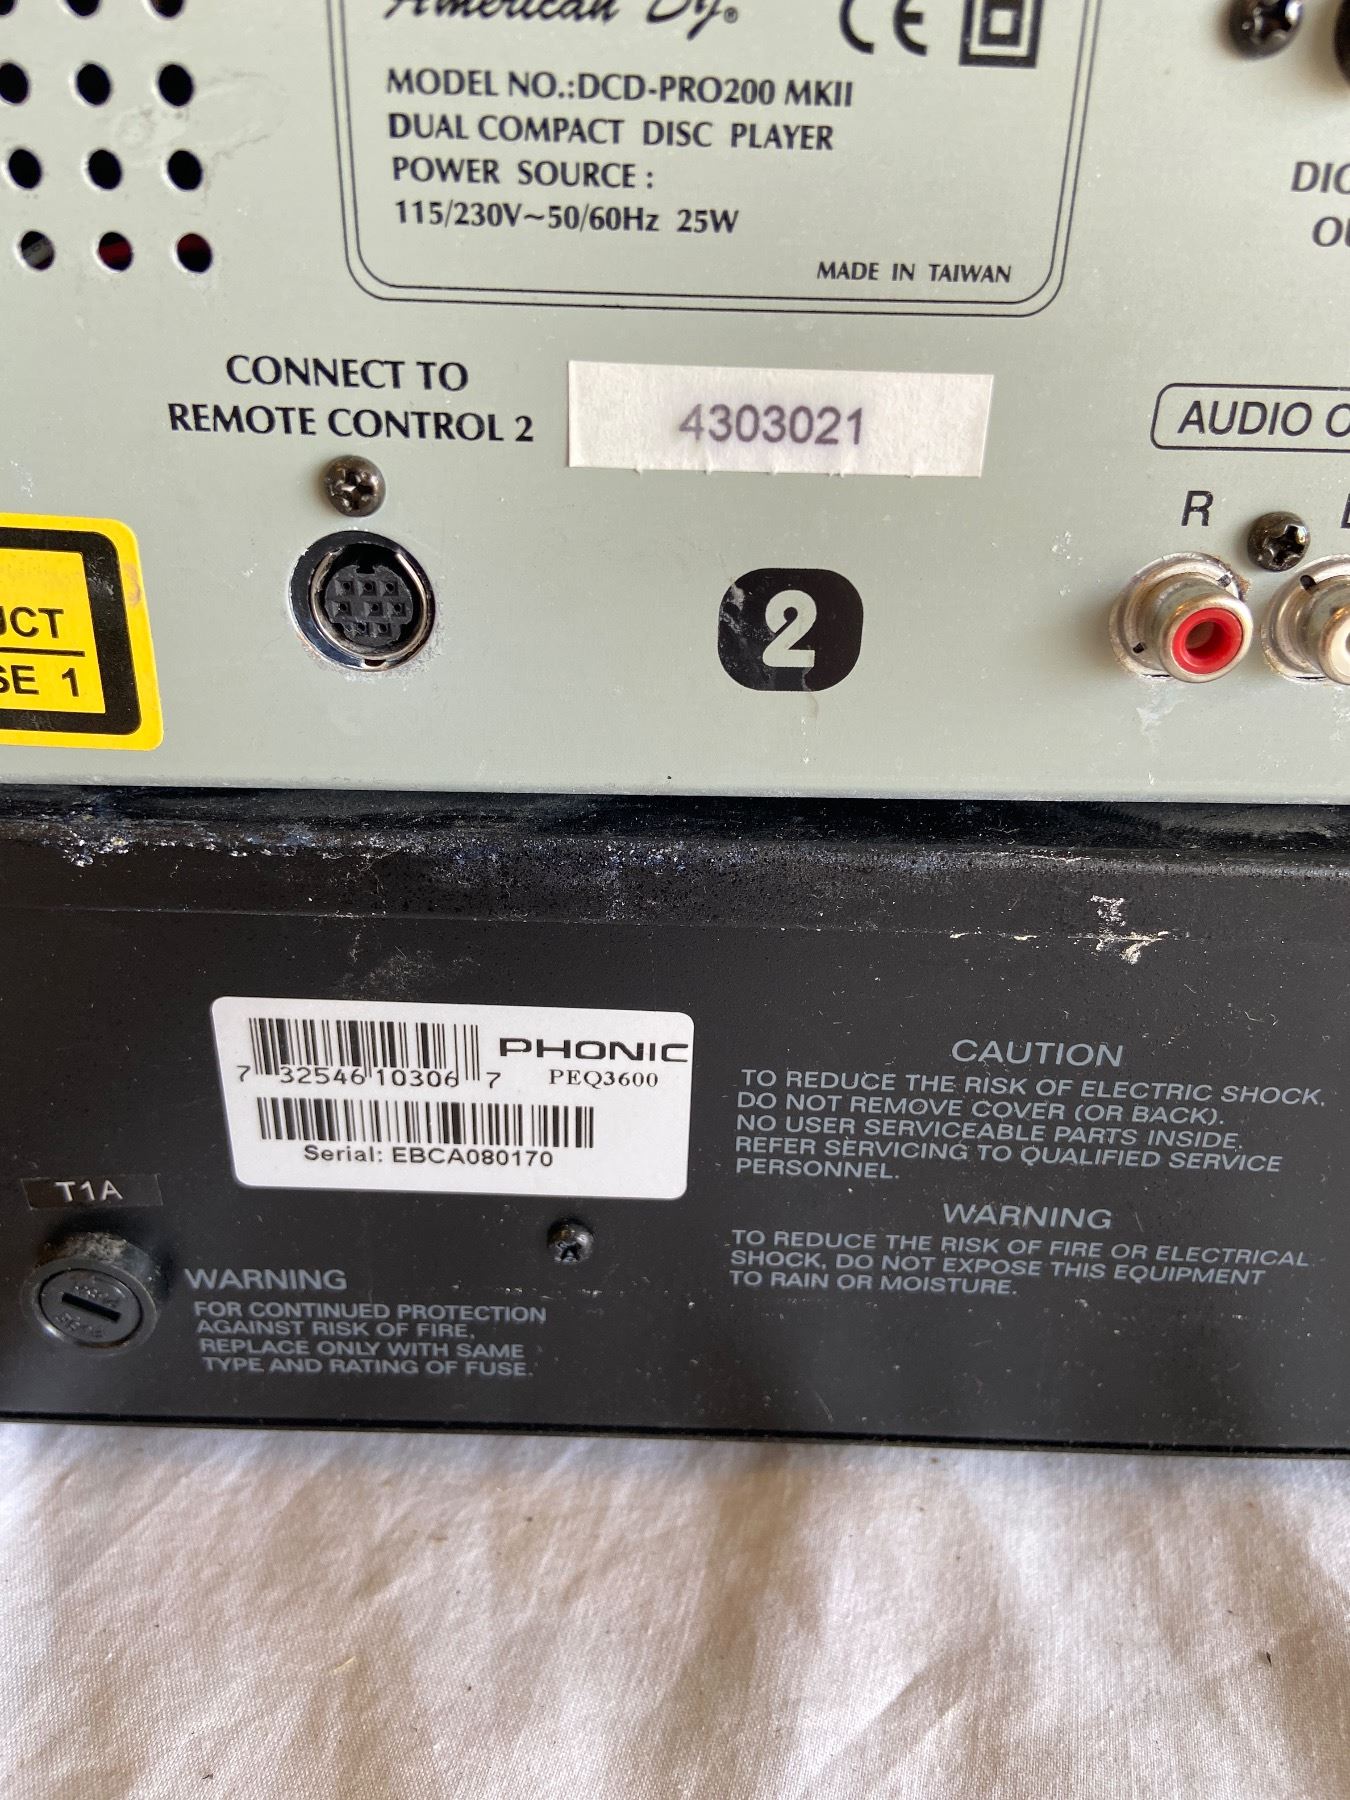 American DJ®
CE
MODEL NO.:DCD-PRO200 MKII
DUAL COMPACT DISC PLAYER
POWER SOURCE :
115/230V~50/60Hz 25W
MADE IN TAIWAN
CONNECT TO
REMOTE CONTROL 2
4303021
AUDIO
R
2
SE 1
PHONIC
7 32546 10306 7
PEQ3600
Serial: EBCA080170
T1A
WARNING
FOR CONTINUED PROTECTION
AGAINST RISK OF FIRE,
REPLACE ONLY WITH SAME
TYPE AND RATING OF FUSE.
CAUTION
TO REDUCE THE RISK OF ELECTRIC SHOCK,
DO NOT REMOVE COVER (OR BACK).
NO USER SERVICEABLE PARTS INSIDE.
REFER SERVICING TO QUALIFIED SERVICE
PERSONNEL.
WARNING
TO REDUCE THE RISK OF FIRE OR ELECTRICAL
SHOCK, DO NOT EXPOSE THIS EQUIPMENT
TO RAIN OR MOISTURE.